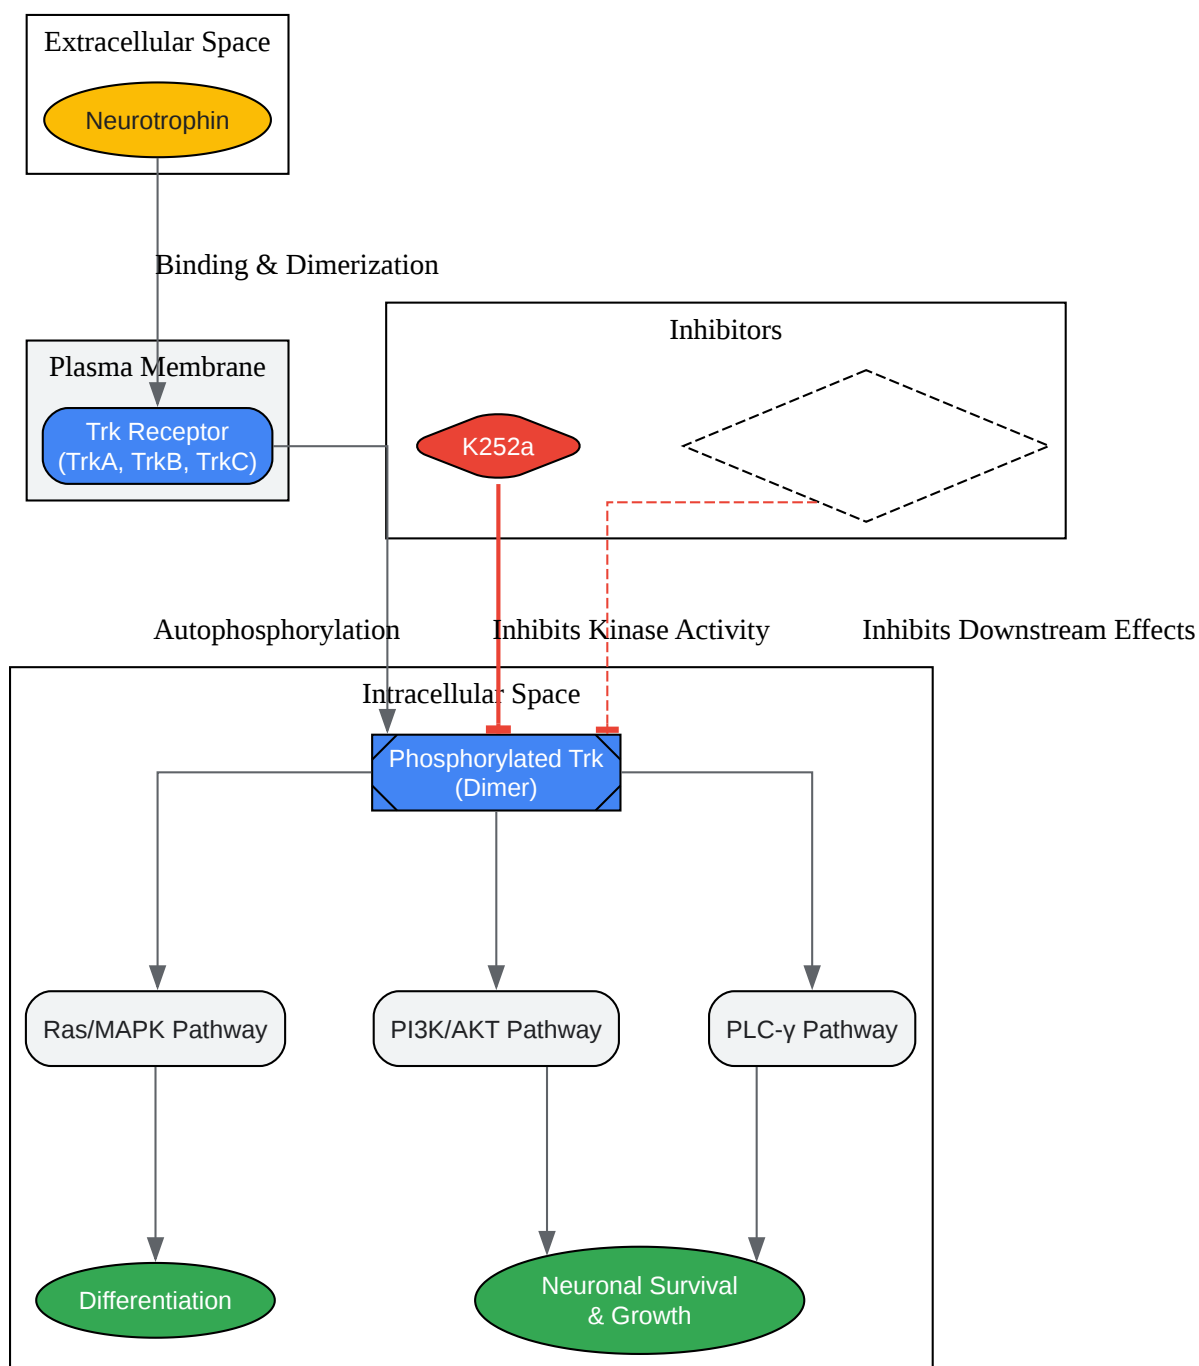 Extracellular Space
Neurotrophin
Binding & Dimerization
Inhibitors
Plasma Membrane
Trk Receptor
(TrkA, TrkB, TrkC)
K252a
Autophosphorylation
Inhibits Kinase Activity
Inhibits Downstream Effects
Intracellular Space
Phosphorylated Trk
(Dimer)
Ras/MAPK Pathway
PI3K/AKT Pathway
PLC-γ Pathway
Differentiation
Neuronal Survival
& Growth